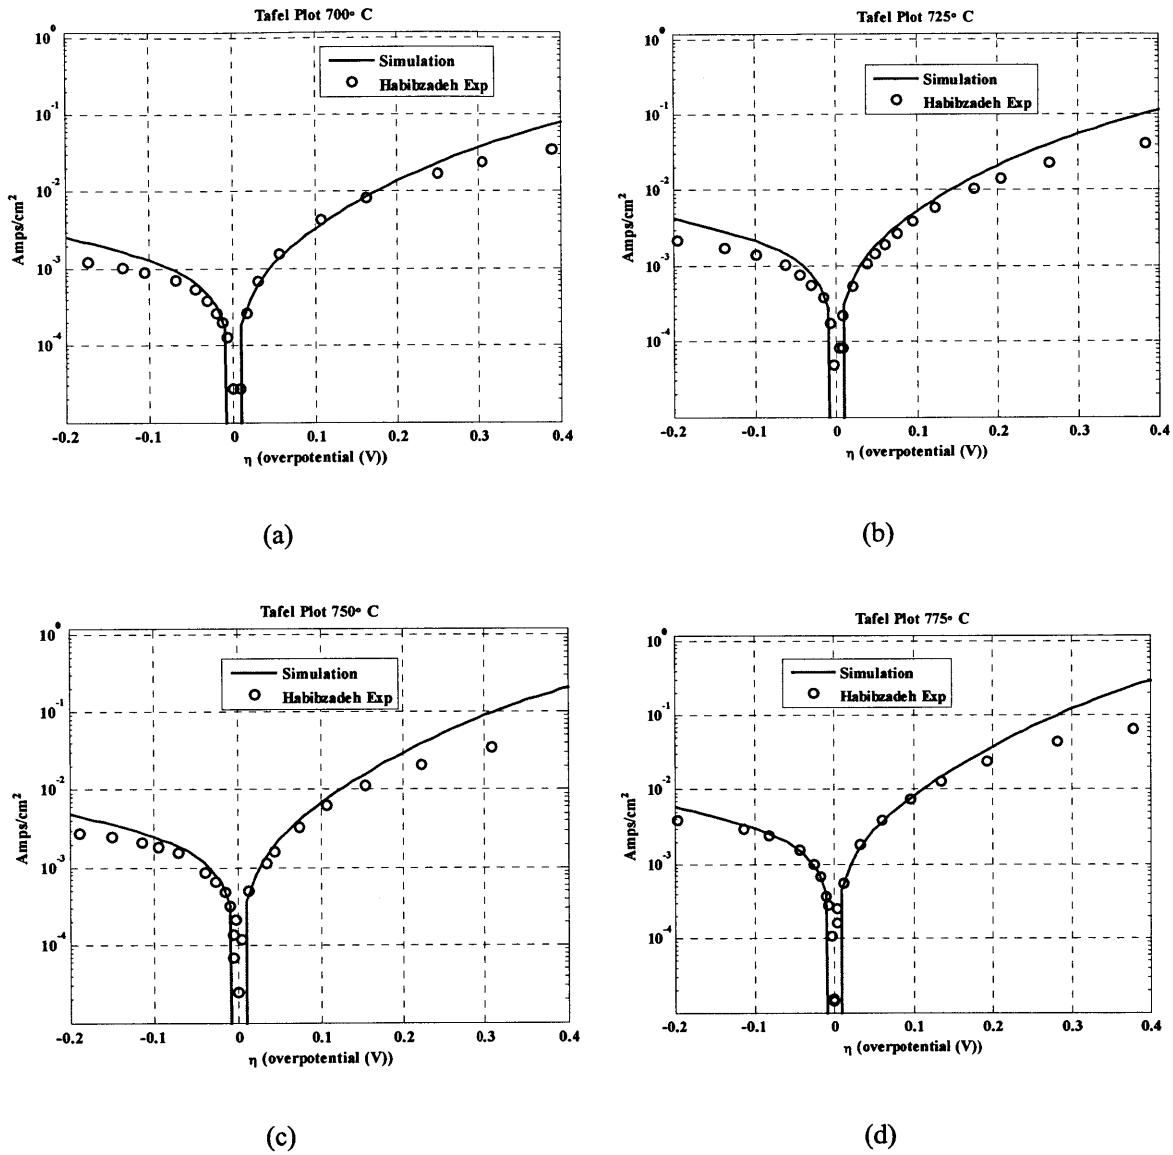 Tafel Plot 700° C
10⁰
10⁻¹
10⁻²
10⁻³
10⁻⁴
Amps/cm²
Simulation
Habibzadeh Exp
-0.2
-0.1
0
0.1
0.2
0.3
0.4
η (overpotential (V))
(a)
Tafel Plot 725° C
10⁰
10⁻¹
10⁻²
10⁻³
10⁻⁴
Amps/cm²
Simulation
Habibzadeh Exp
-0.2
-0.1
0
0.1
0.2
0.3
0.4
η (overpotential (V))
(b)
Tafel Plot 750° C
10⁰
10⁻¹
10⁻²
10⁻³
10⁻⁴
Amps/cm²
Simulation
Habibzadeh Exp
-0.2
-0.1
0
0.1
0.2
0.3
0.4
η (overpotential (V))
(c)
Tafel Plot 775° C
10⁰
10⁻¹
10⁻²
10⁻³
10⁻⁴
Amps/cm²
Simulation
Habibzadeh Exp
-0.2
-0.1
0
0.1
0.2
0.3
0.4
η (overpotential (V))
(d)